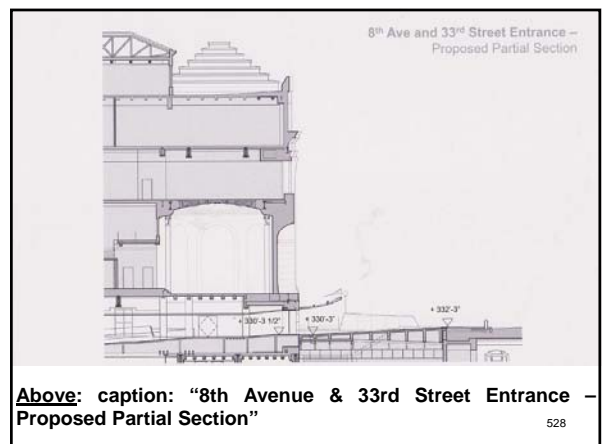 8th Ave and 33rd Street Entrance –
Proposed Partial Section
+ 332'-3"
+ 330'-3 1/2"
+ 330'-3"
Above: caption: “8th Avenue & 33rd Street Entrance –
Proposed Partial Section”
528